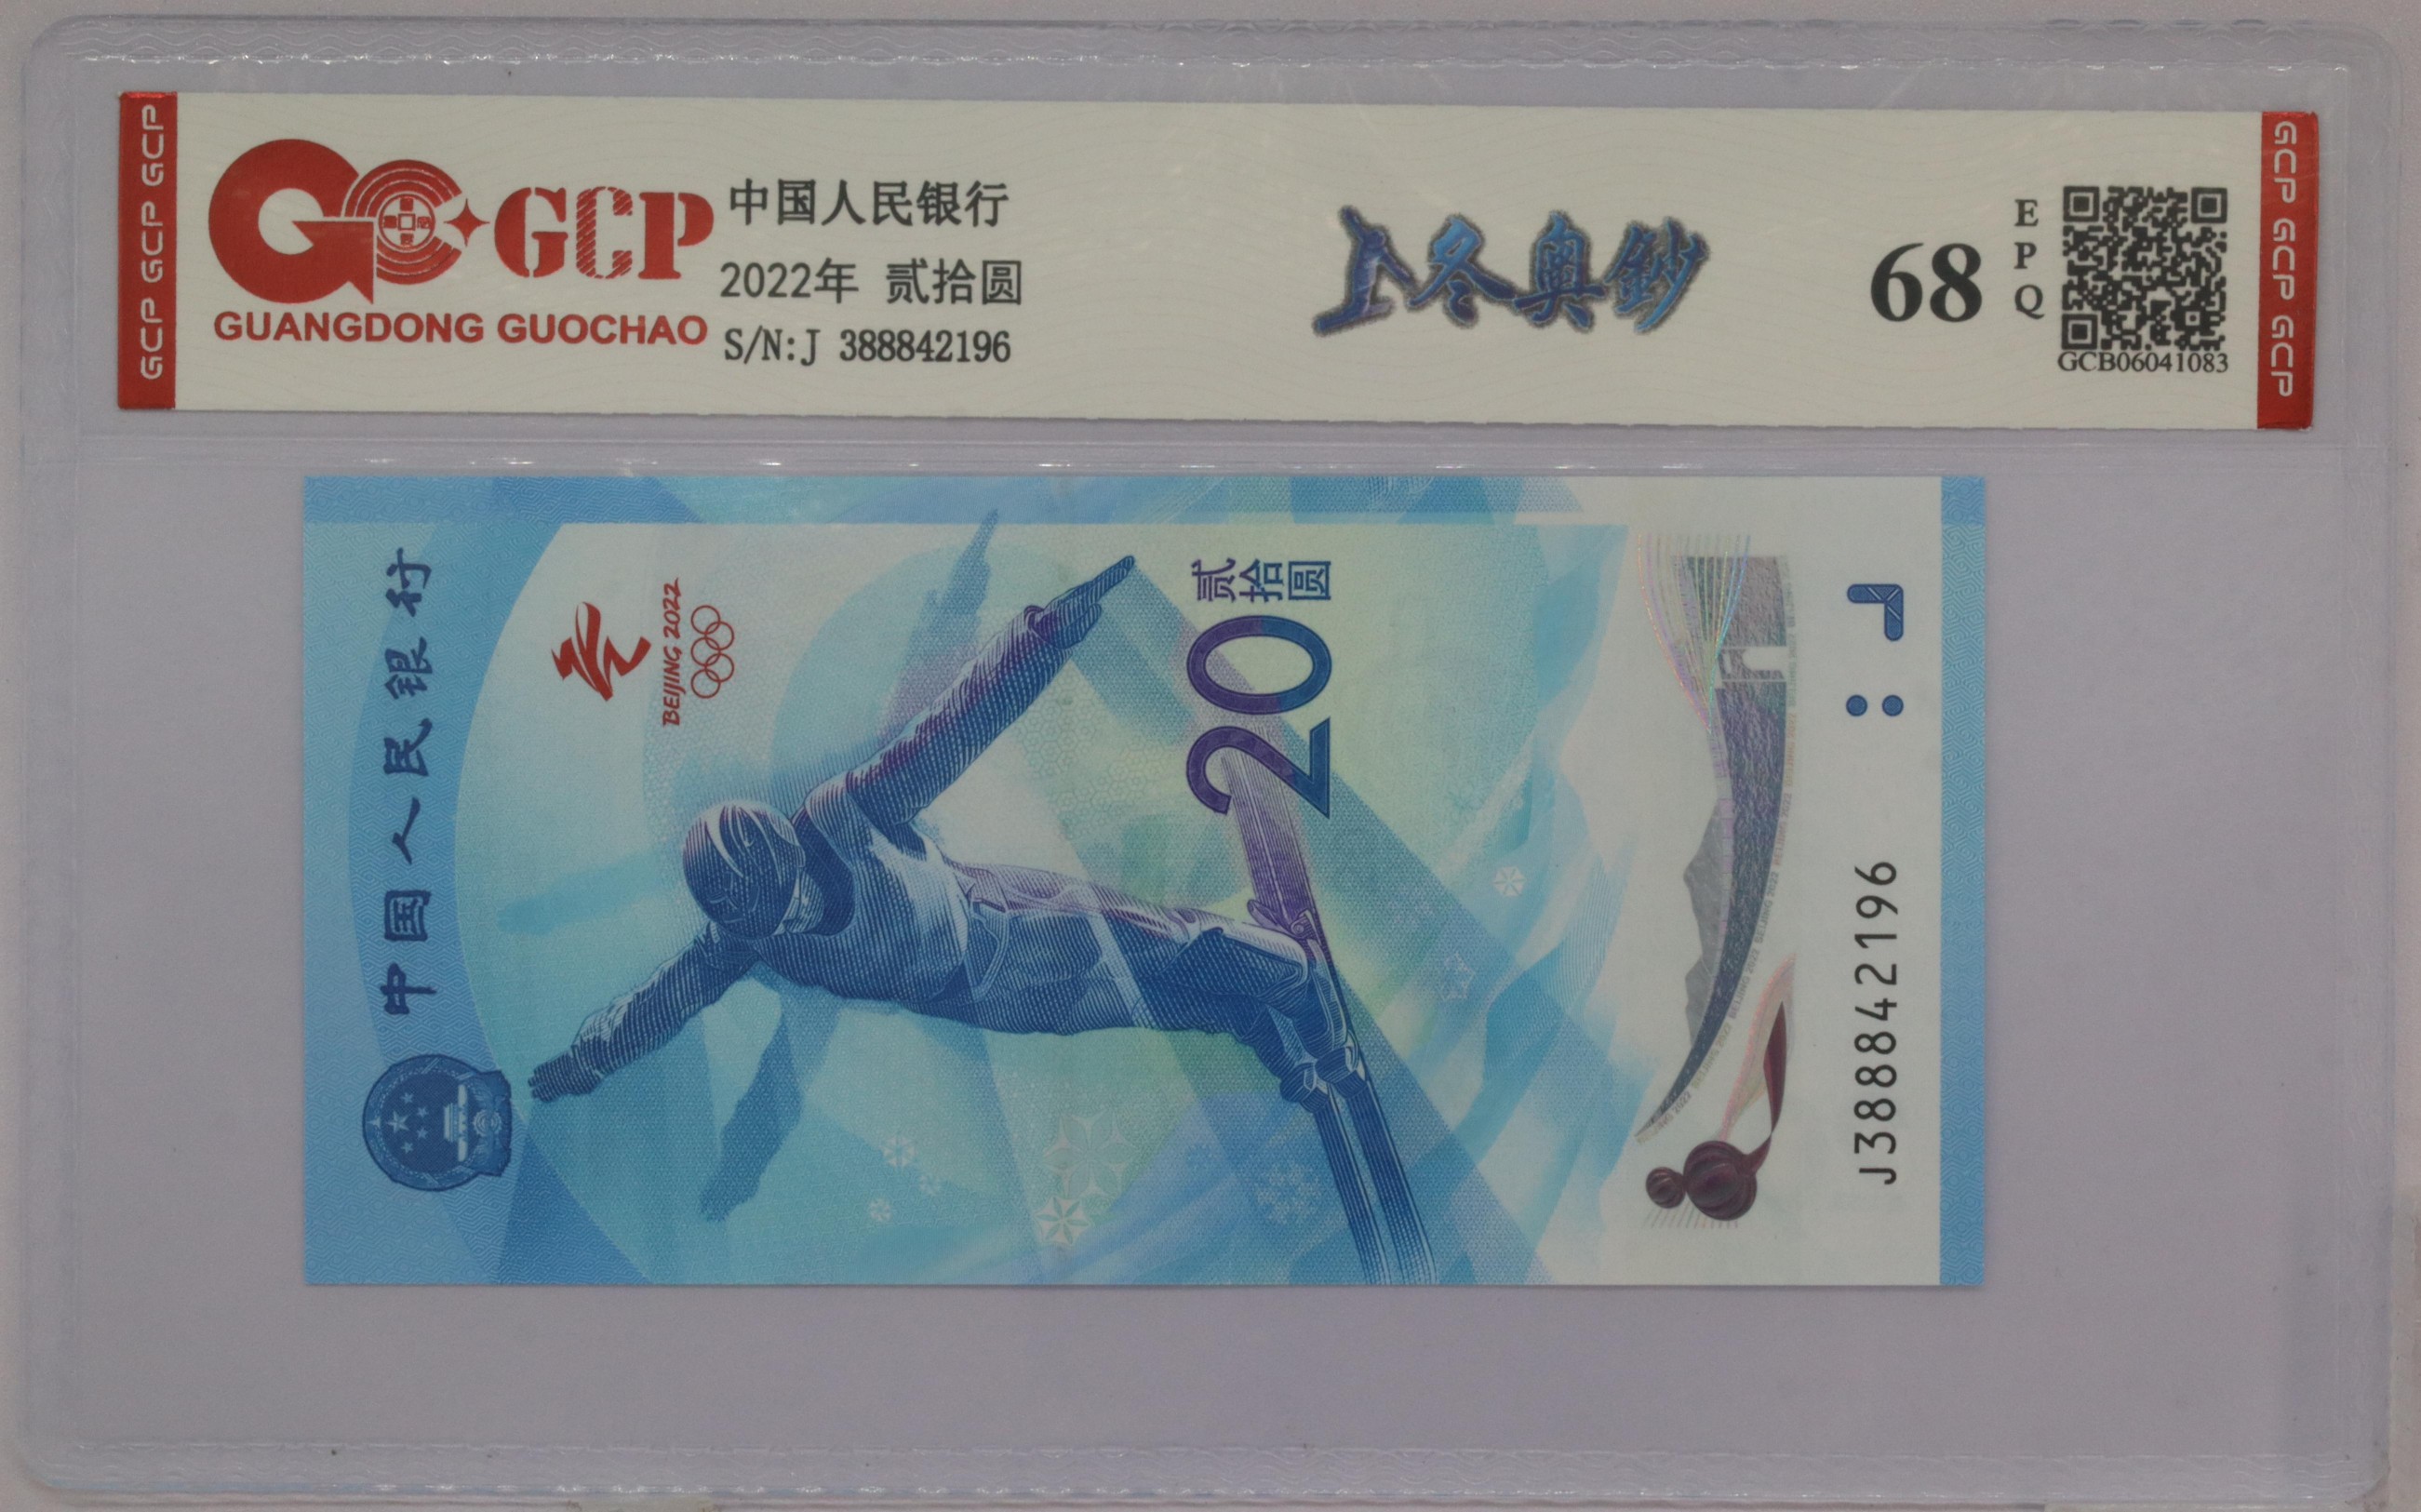 GCP GCP GCP
GCP
GUANGDONG GUOCHAO
中国人民银行
2022年 贰拾圆
S/N:J 388842196
冬奥鈔
68
EPQ
GCB06041083
GCP GCP GCP
中国人民银行
BEIJING 2022
贰拾圆
20
J388842196